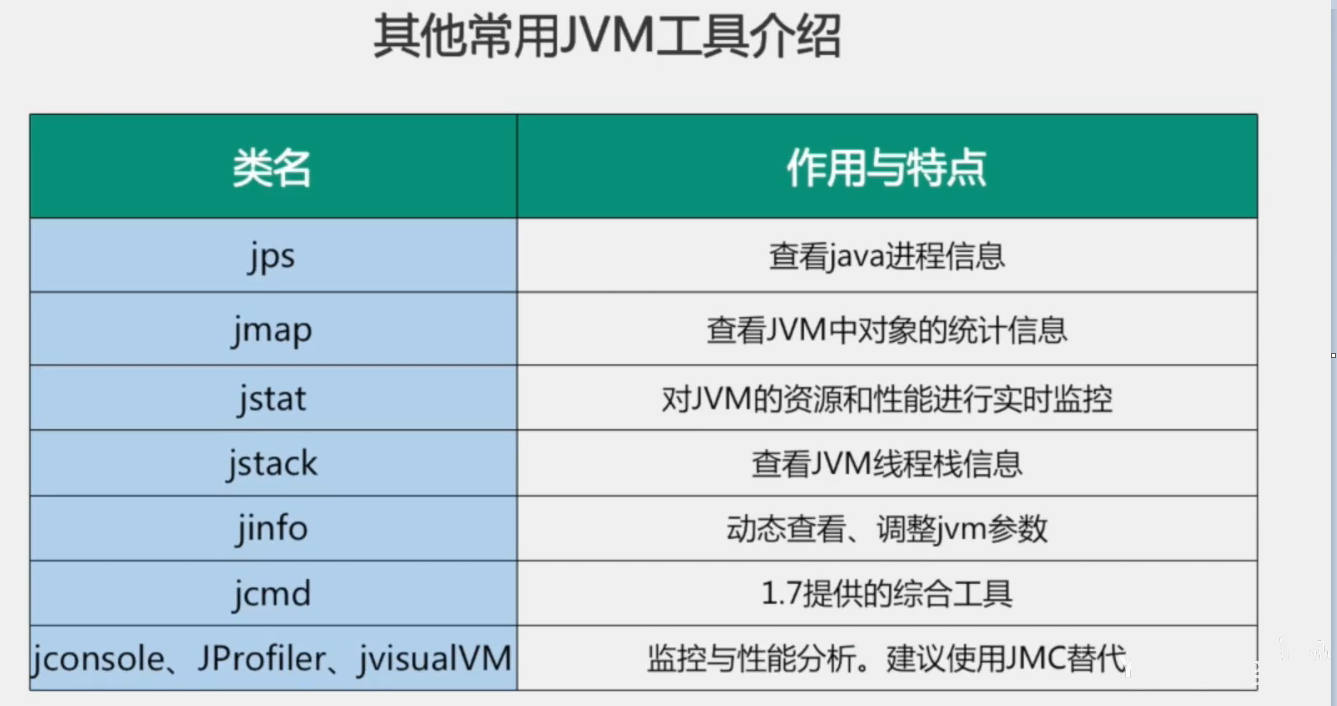 其他常用JVM工具介绍
类名 作用与特点
jps 查看java进程信息
jmap 查看JVM中对象的统计信息
jstat 对JVM的资源和性能进行实时监控
jstack 查看JVM线程栈信息
jinfo 动态查看、调整jvm参数
jcmd 1.7提供的综合工具
jconsole、JProfiler、jvisualVM 监控与性能分析。建议使用JMC替代